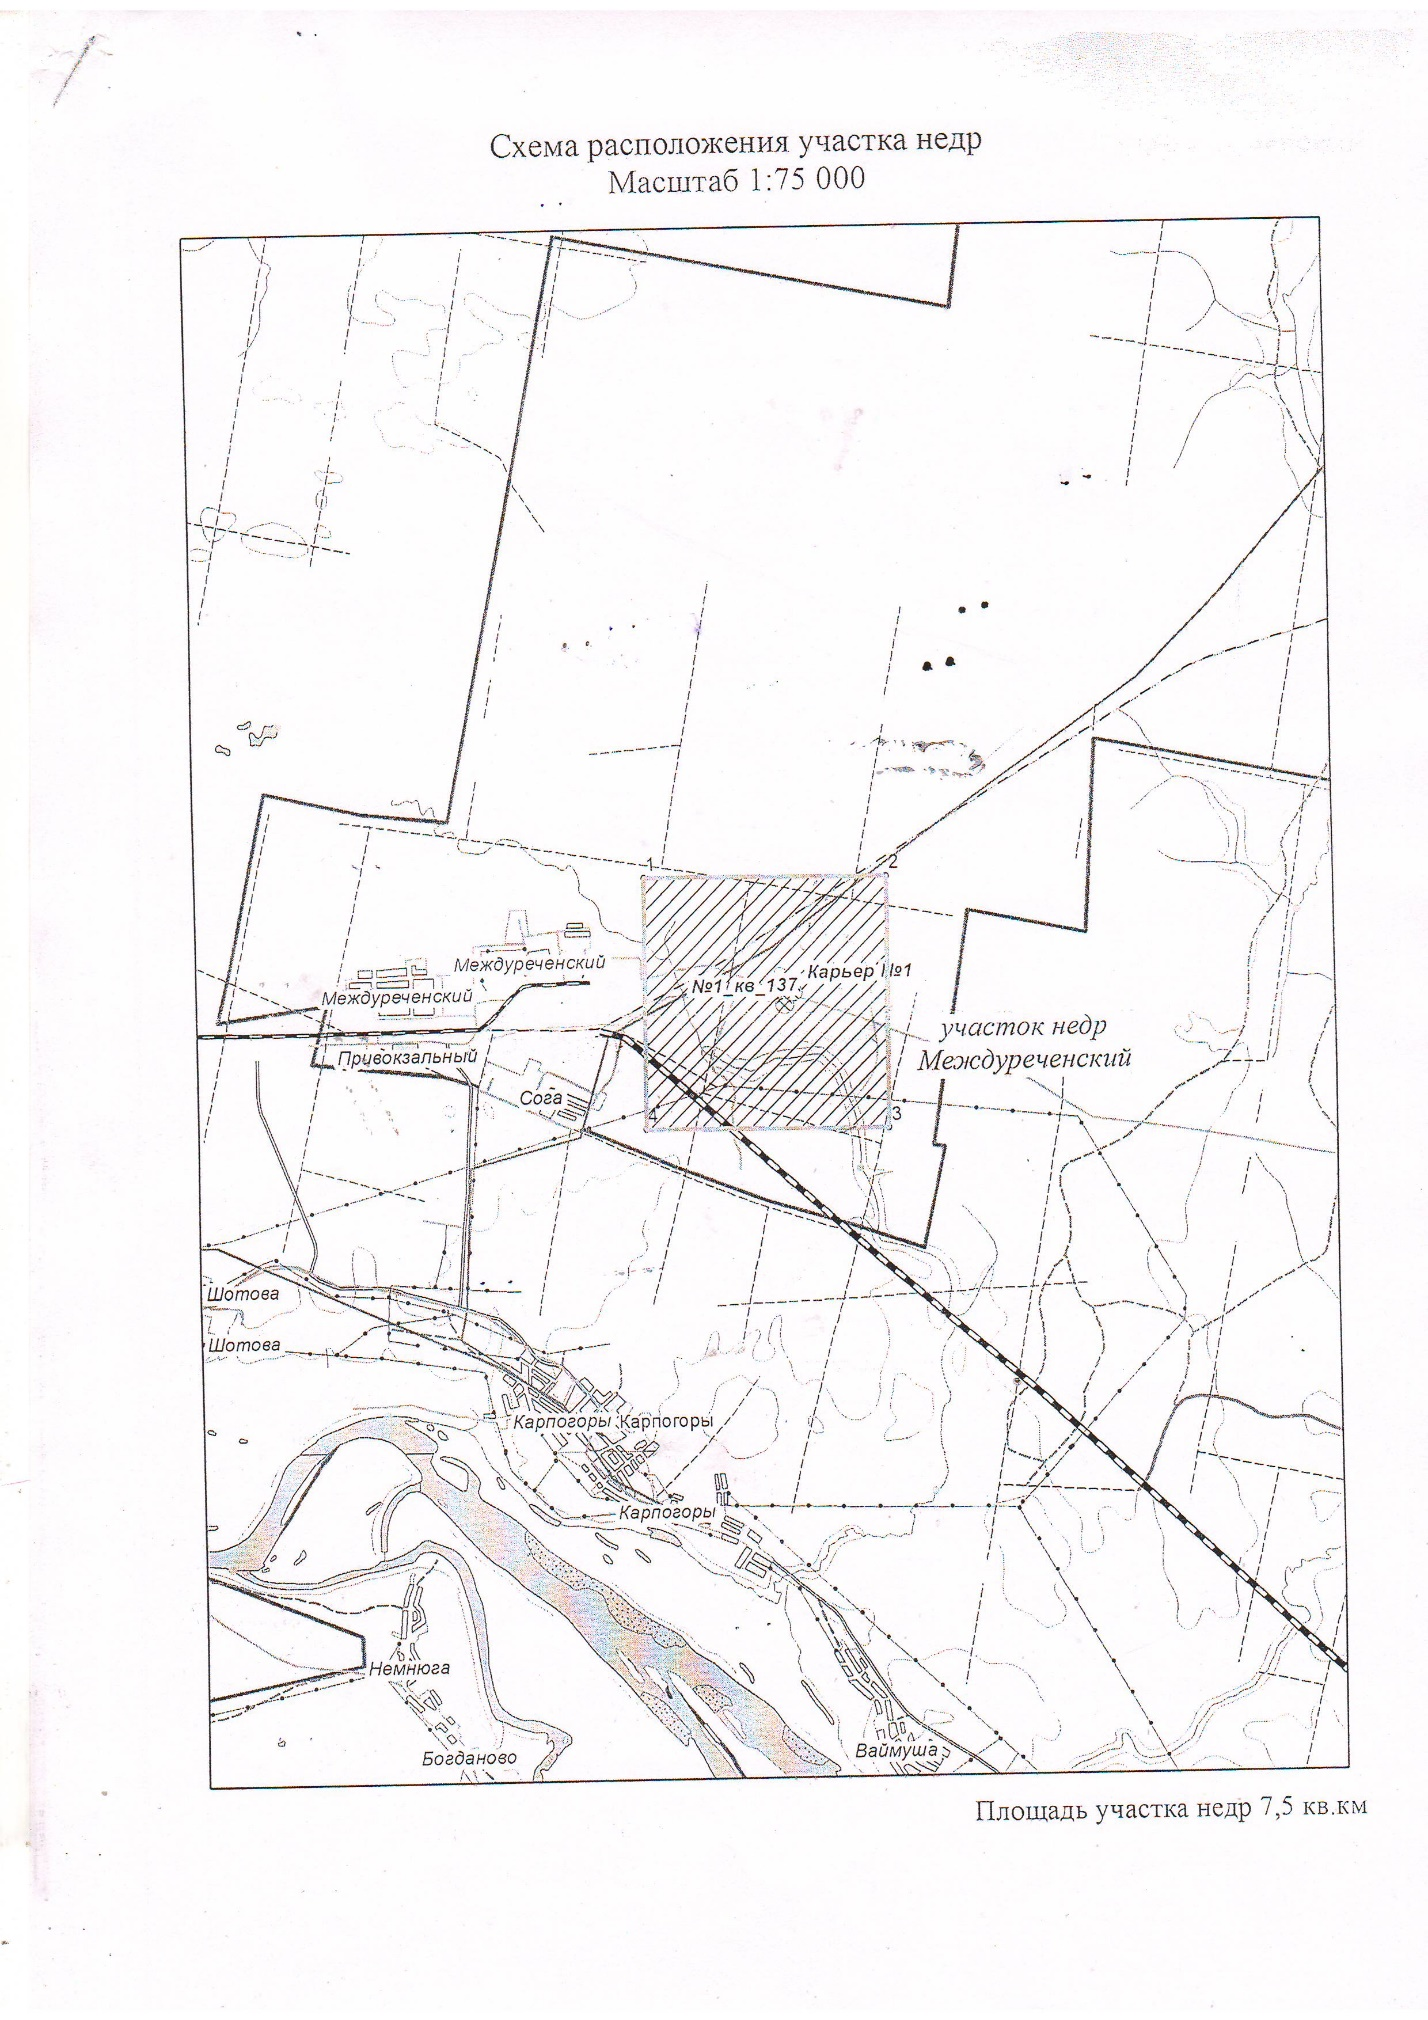 Схема расположения участка недр
Масштаб 1:75 000
1
2
Междуреченский
Карьер №1
№1_кв_137
Междуреченский
участок недр
Междуреченский
Привокзальный
Сога
4
3
Шотова
Шотова
Карпогоры
Карпогоры
Карпогоры
Немнюга
Богданово
Ваймуша
Площадь участка недр 7,5 кв.км